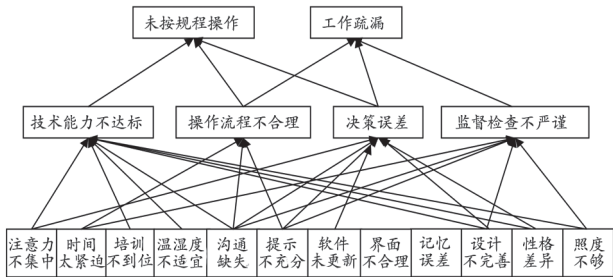 未按规程操作
工作疏漏
技术能力不达标
操作流程不合理
决策误差
监督检查不严谨
注意力
不集中
时间
太紧迫
培训
不到位
温湿度
不适宜
沟通
缺失
提示
不充分
软件
未更新
界面
不合理
记忆
误差
设计
不完善
性格
差异
照度
不够